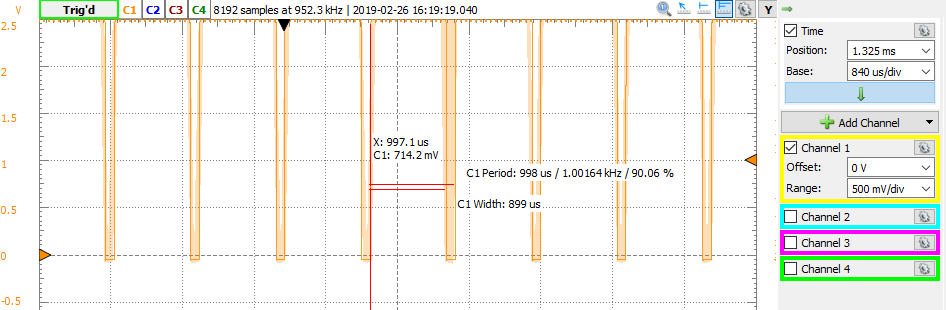 V Trig'd C1 C2 C3 C4 8192 samples at 952.3 kHz | 2019-02-26 16:19:19.040 Y
2.5
2
1.5
1
0.5
0
-0.5
X: 997.1 us
C1: 714.2 mV
C1 Period: 998 us / 1.00164 kHz / 90.06 %
C1 Width: 899 us
Time
Position: 1.325 ms
Base: 840 us/div
Add Channel
Channel 1
Offset: 0 V
Range: 500 mV/div
Channel 2
Channel 3
Channel 4